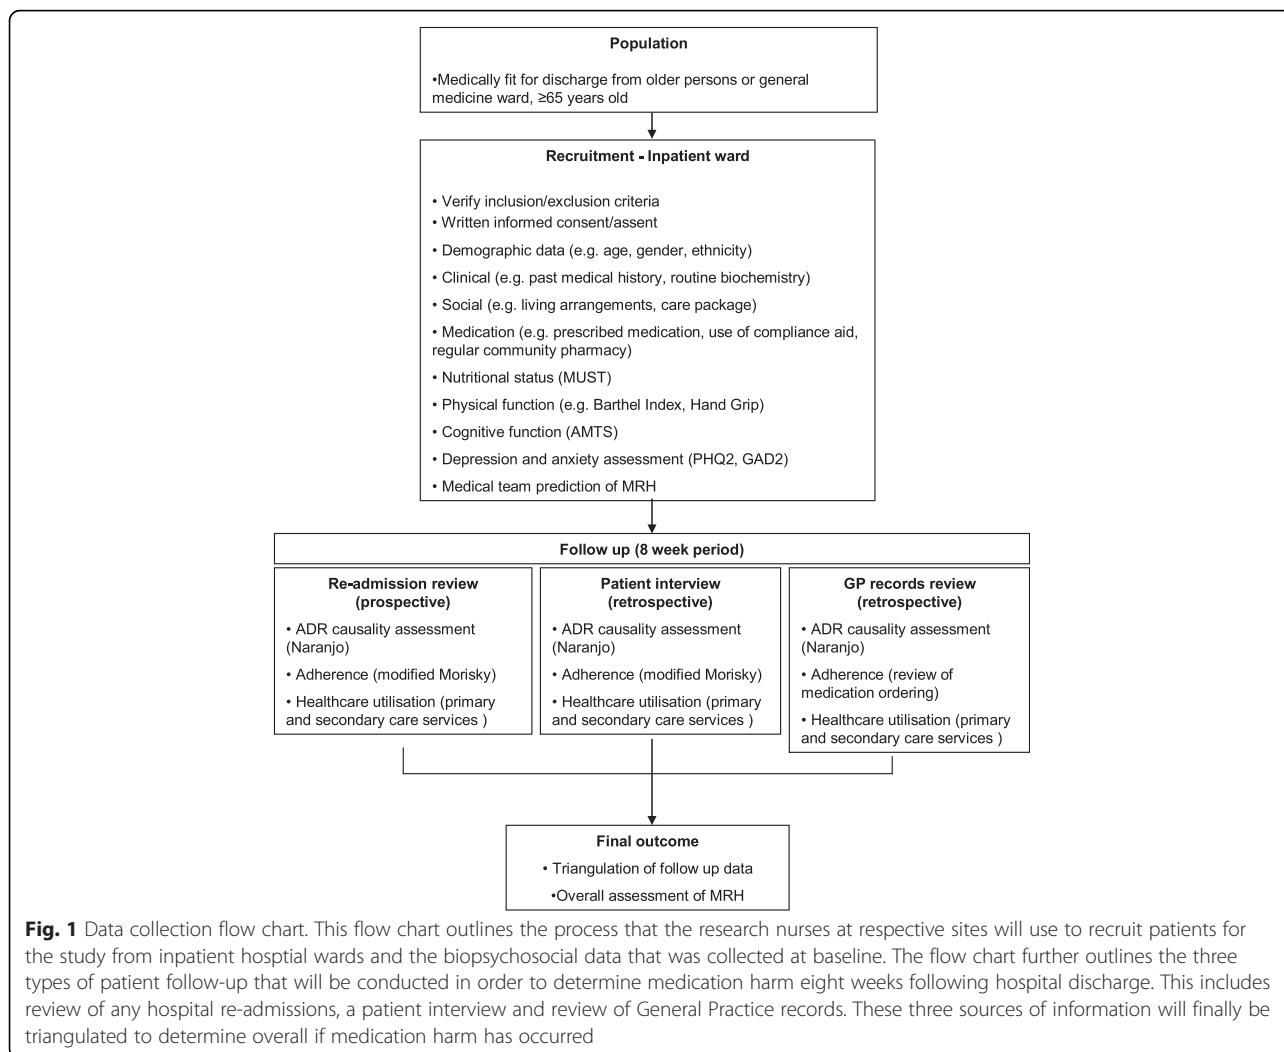 Population
•Medically fit for discharge from older persons or general
medicine ward, ≥65 years old
Recruitment - Inpatient ward
• Verify inclusion/exclusion criteria
• Written informed consent/assent
• Demographic data (e.g. age, gender, ethnicity)
• Clinical (e.g. past medical history, routine biochemistry)
• Social (e.g. living arrangements, care package)
• Medication (e.g. prescribed medication, use of compliance aid,
regular community pharmacy)
• Nutritional status (MUST)
• Physical function (e.g. Barthel Index, Hand Grip)
• Cognitive function (AMTS)
• Depression and anxiety assessment (PHQ2, GAD2)
• Medical team prediction of MRH
Follow up (8 week period)
Re-admission review
(prospective)
• ADR causality assessment
(Naranjo)
• Adherence (modified Morisky)
• Healthcare utilisation (primary
and secondary care services )
Patient interview
(retrospective)
• ADR causality assessment
(Naranjo)
• Adherence (modified Morisky)
• Healthcare utilisation (primary
and secondary care services )
GP records review
(retrospective)
• ADR causality assessment
(Naranjo)
• Adherence (review of
medication ordering)
• Healthcare utilisation (primary
and secondary care services )
Final outcome
• Triangulation of follow up data
•Overall assessment of MRH
Fig. 1 Data collection flow chart. This flow chart outlines the process that the research nurses at respective sites will use to recruit patients for
the study from inpatient hosptial wards and the biopsychosocial data that was collected at baseline. The flow chart further outlines the three
types of patient follow-up that will be conducted in order to determine medication harm eight weeks following hospital discharge. This includes
review of any hospital re-admissions, a patient interview and review of General Practice records. These three sources of information will finally be
triangulated to determine overall if medication harm has occurred